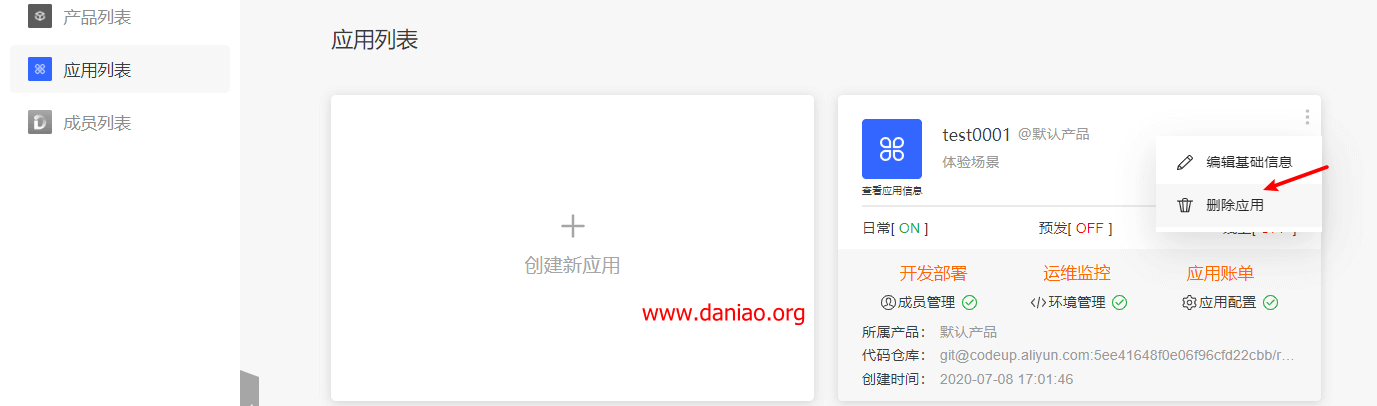 产品列表
应用列表
成员列表
应用列表
创建新应用
www.daniao.org
test0001 @默认产品
体验场景
查看应用信息
编辑基础信息
删除应用
日常[ ON ] 预发[ OFF ]
开发部署 运维监控 应用账单
成员管理 环境管理 应用配置
所属产品： 默认产品
代码仓库： git@codeup.aliyun.com:5ee41648f0e06f96cfd22cbb/r…
创建时间： 2020-07-08 17:01:46